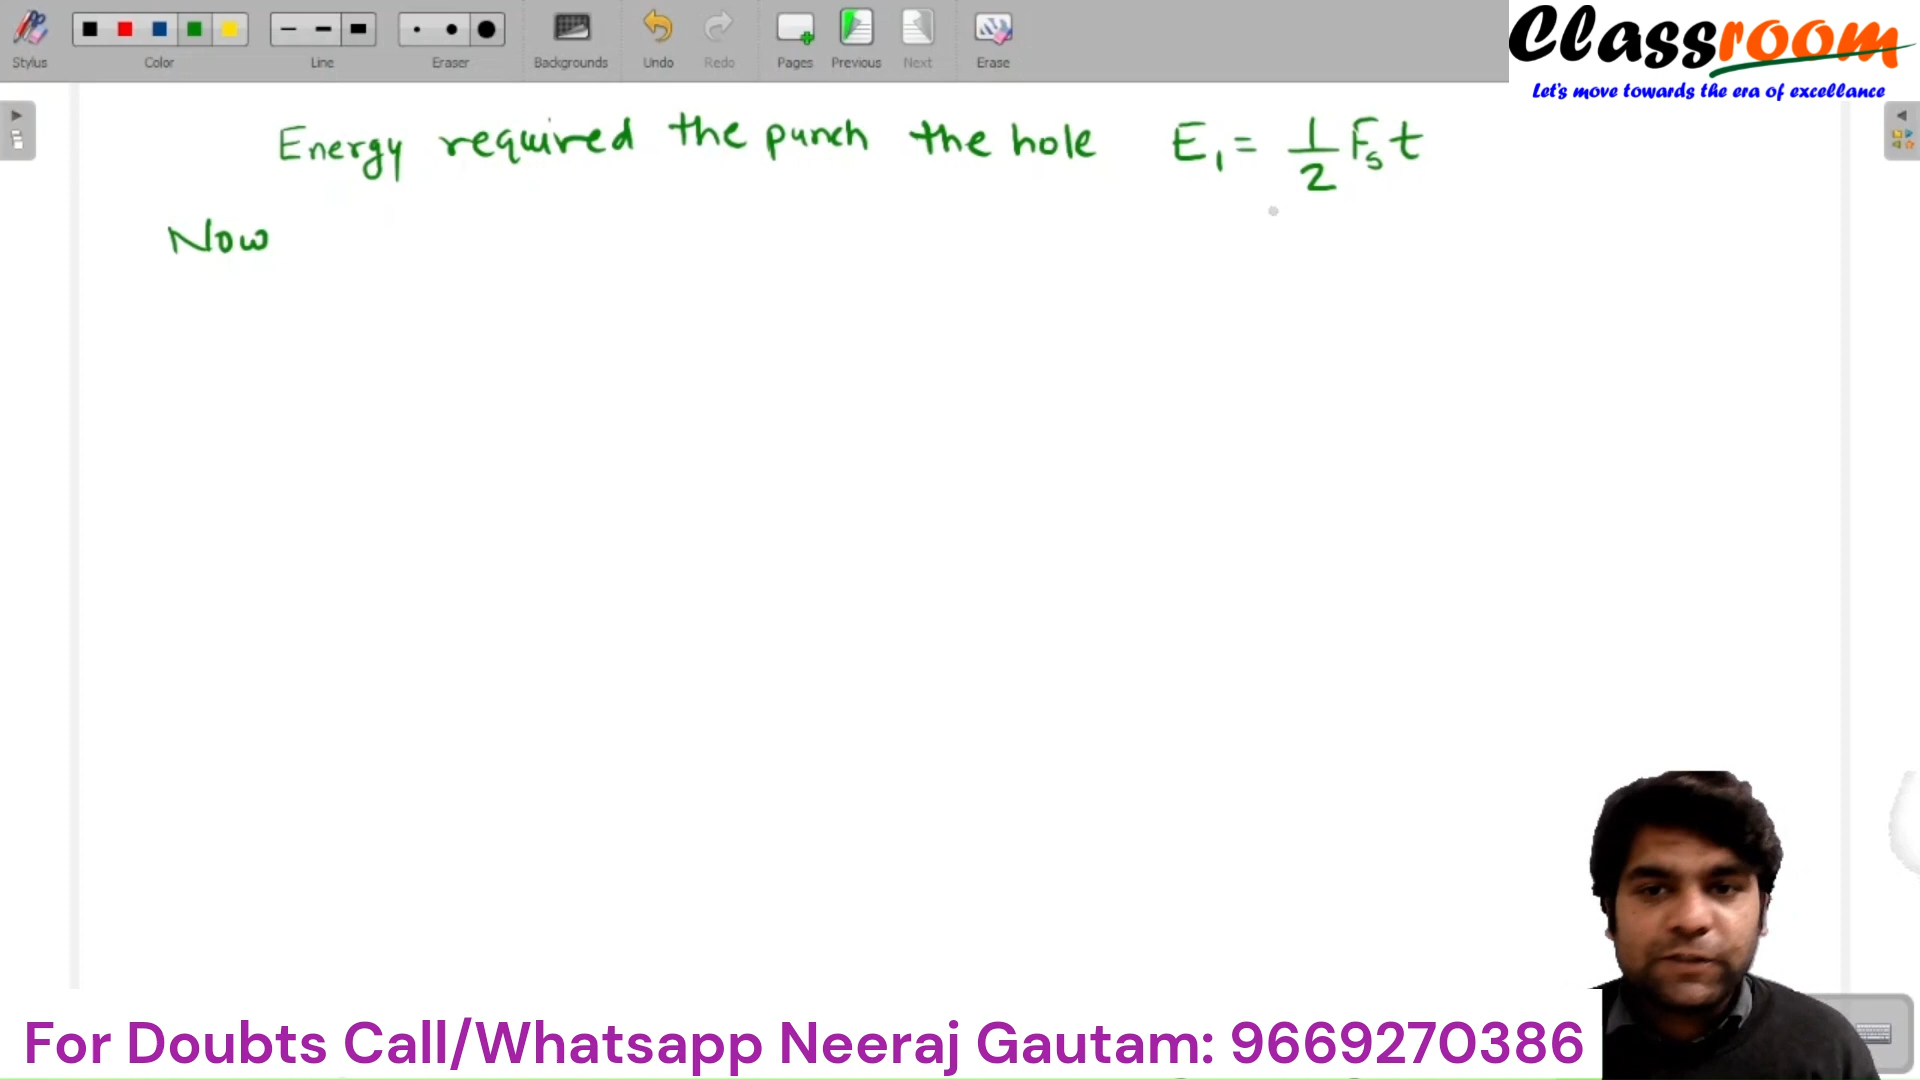 Stylus
Color
Line
Eraser
Backgrounds
Undo
Redo
Pages
Previous
Next
Erase
Classroom
Let's move towards the era of excellance
Energy required the punch the hole E₁ = 1/2 Fₛ t
Now
For Doubts Call/Whatsapp Neeraj Gautam: 9669270386